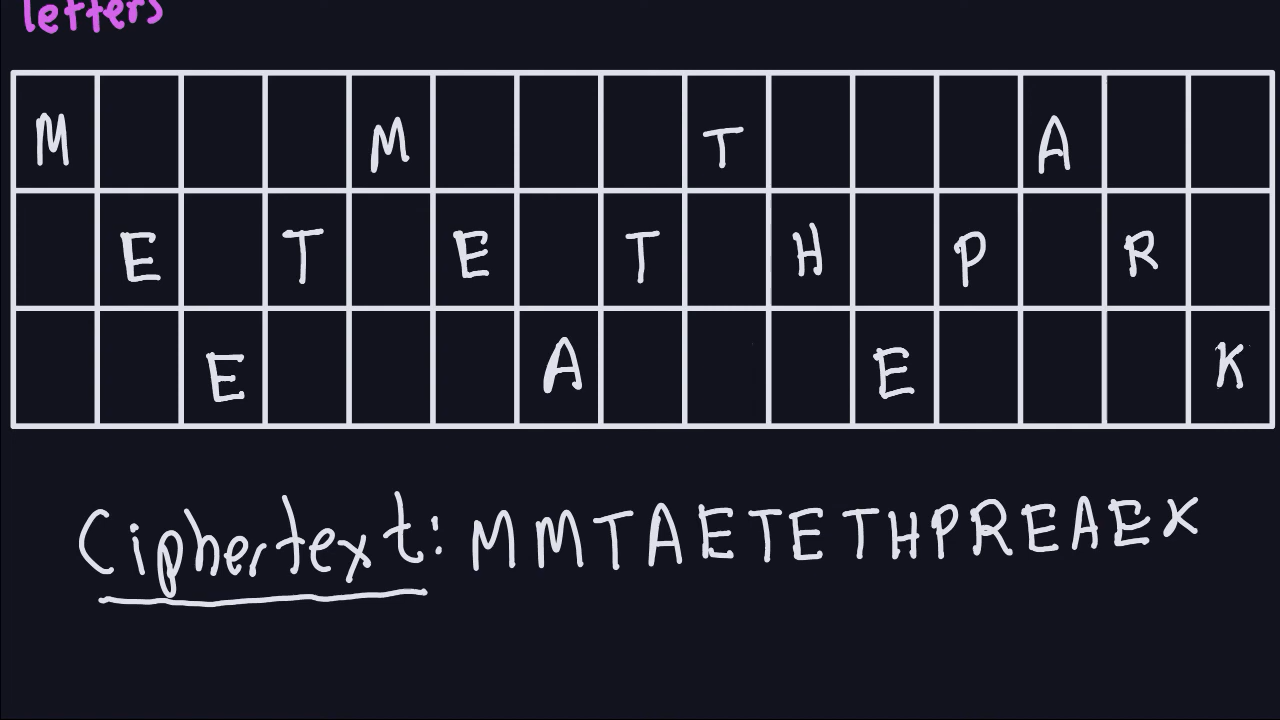 letters
M M T A
E T E T H P R
E A E K
Ciphertext: MMTAETETHPREAEK